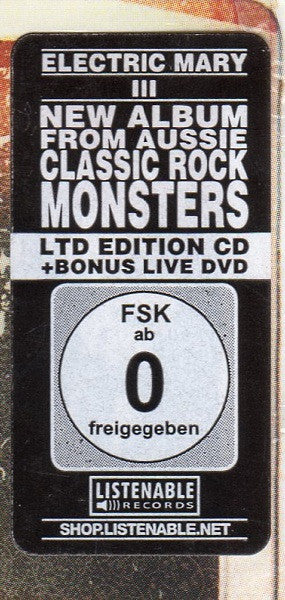 ELECTRIC MARY
III
NEW ALBUM
FROM AUSSIE
CLASSIC ROCK
MONSTERS
LTD EDITION CD
+BONUS LIVE DVD
FSK
ab
0
freigegeben
LISTENABLE
RECORDS
SHOP.LISTENABLE.NET